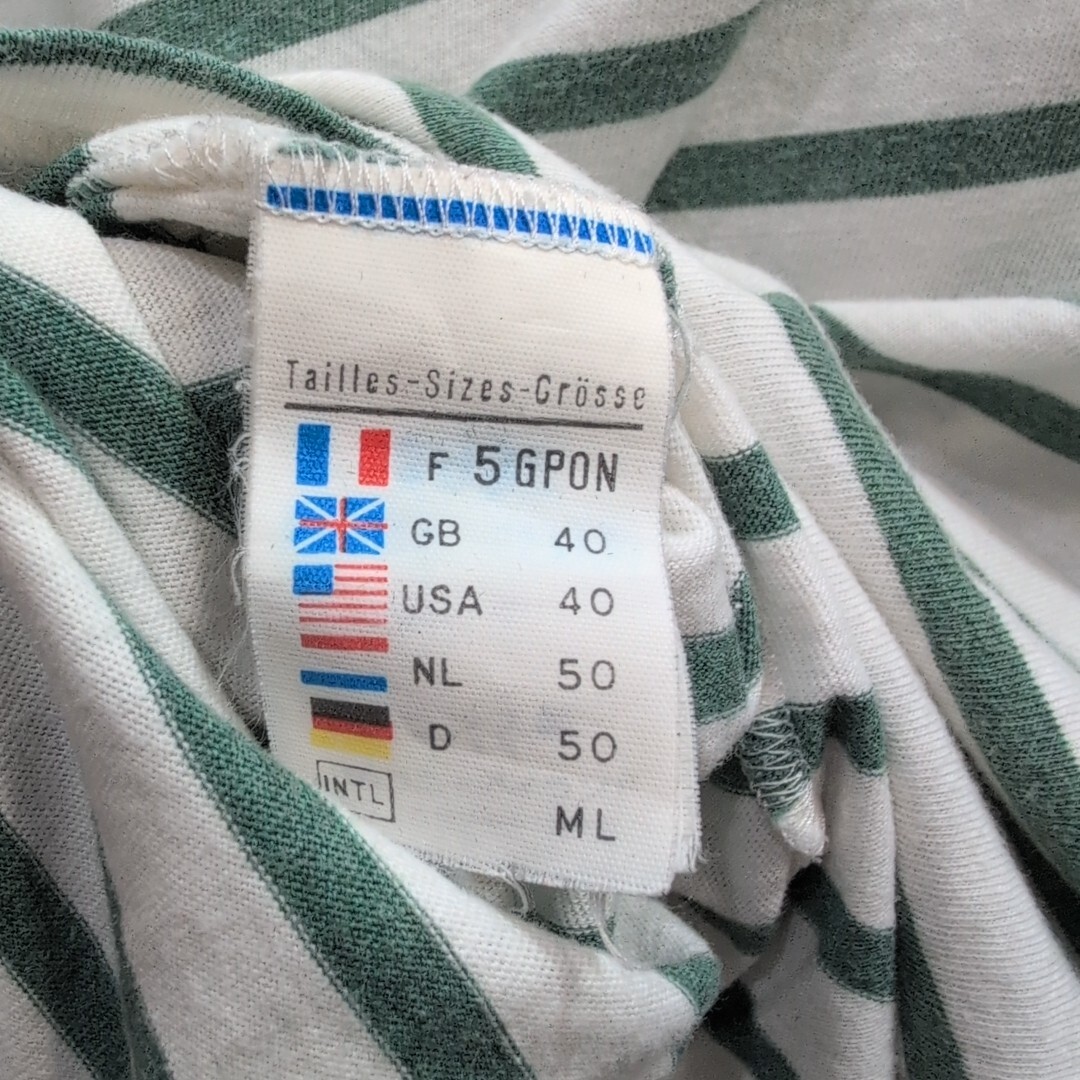 Tailles-Sizes-Grösse
F 5 GPON
GB 40
USA 40
NL 50
D 50
INTL ML